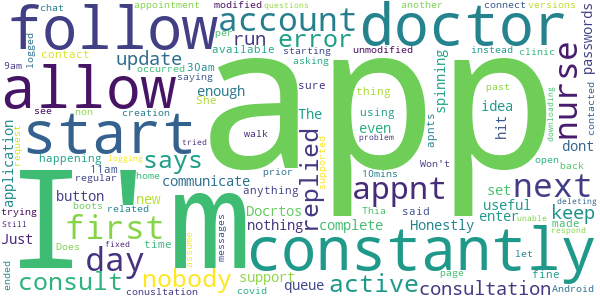 chat appointment modified questions another connect versions
follow account doctor
logged contact update run error per available starting unmodified instead clinic passwords
occurred 30am asking 9am saying
allow app spinning nurse
enough sure thing idea contacted
She The using even past hit
see non creation tried walk
start
application request happening communicate prior problem apnts downloading
says replied supported logging Won't dont
11am regular home anything open back
I'm appnt next
trying button new Docrtos set useful
Still related boots time nothing said Thia 10mins enter made keep
first constantly
Just Does covid fixed complete Honestly respond
day messages support active
assume queue page let unable
consult nobody consultation fine deleting
ended conusltation Android